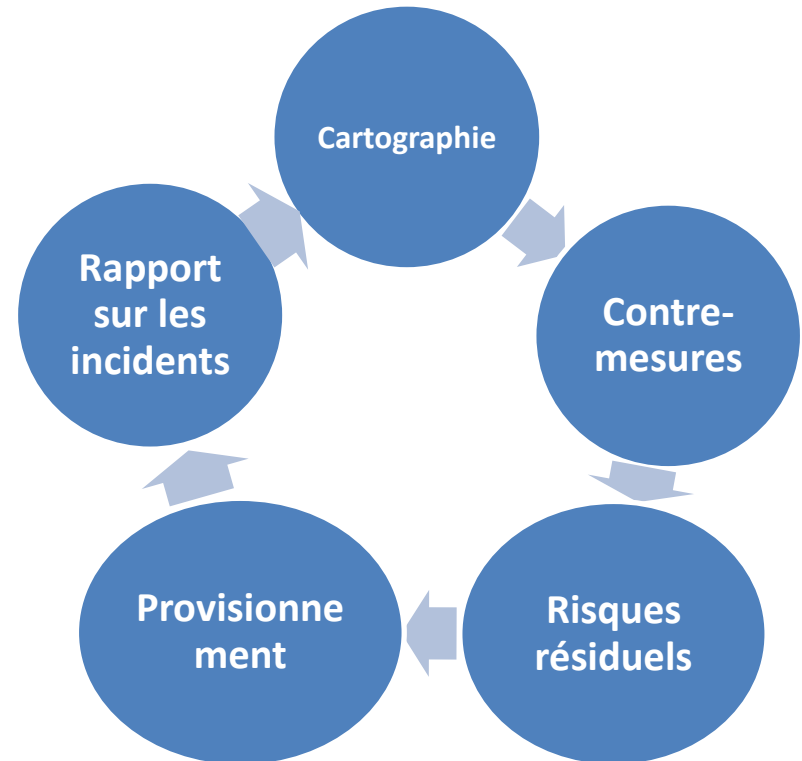 Cartographie
Contre-
mesures
Risques
résiduels
Provisionne
ment
Rapport
sur les
incidents